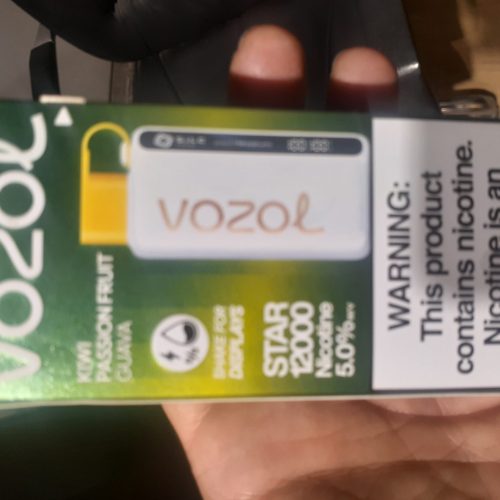 VOZOL
VOZOL
KIWI
PASSION FRUIT
GUAVA
SHAKE FOR
DISPLAYS
STAR
12000
Nicotine
5.0%
WARNING:
This product
contains nicotine.
Nicotine is an